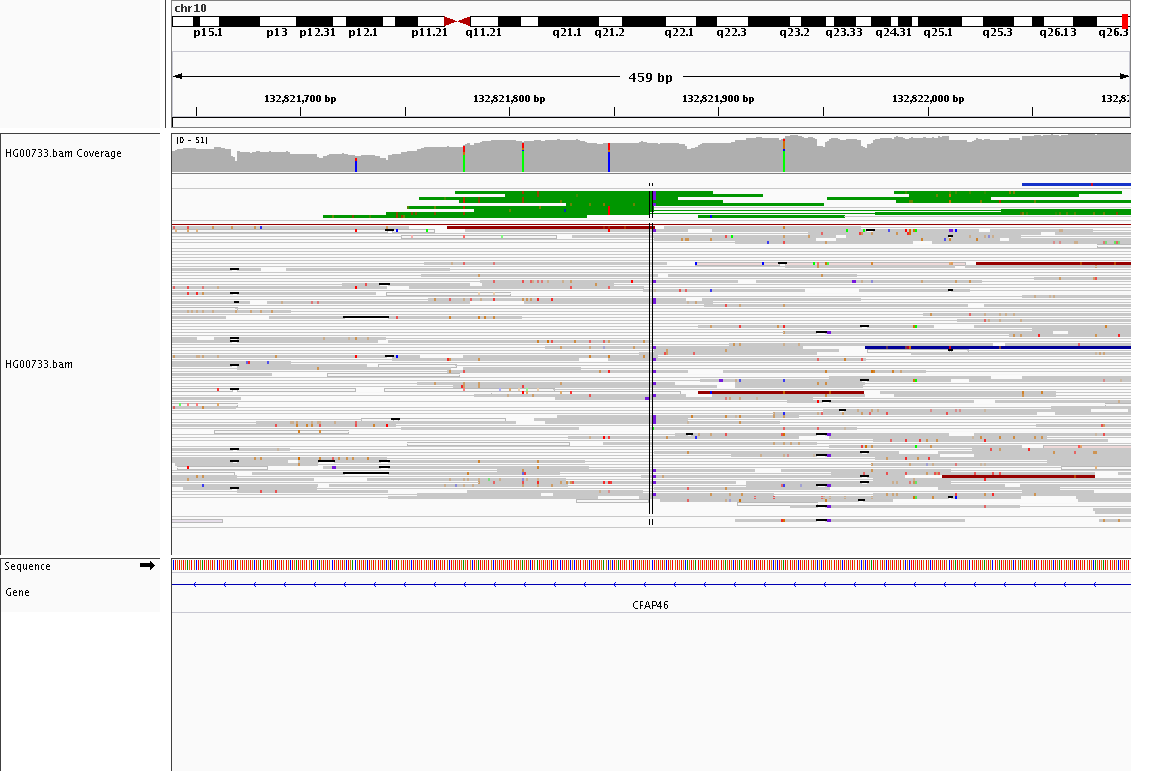 chr10
p15.1 p13 p12.31 p12.1 p11.21 q11.21 q21.1 q21.2 q22.1 q22.3 q23.2 q23.33 q24.31 q25.1 q25.3 q26.13 q26.3
459 bp
132,821,700 bp 132,821,800 bp 132,821,900 bp 132,822,000 bp 132,82
[0 - 51]
HG00733.bam Coverage
HG00733.bam
Sequence
Gene
CFAP46